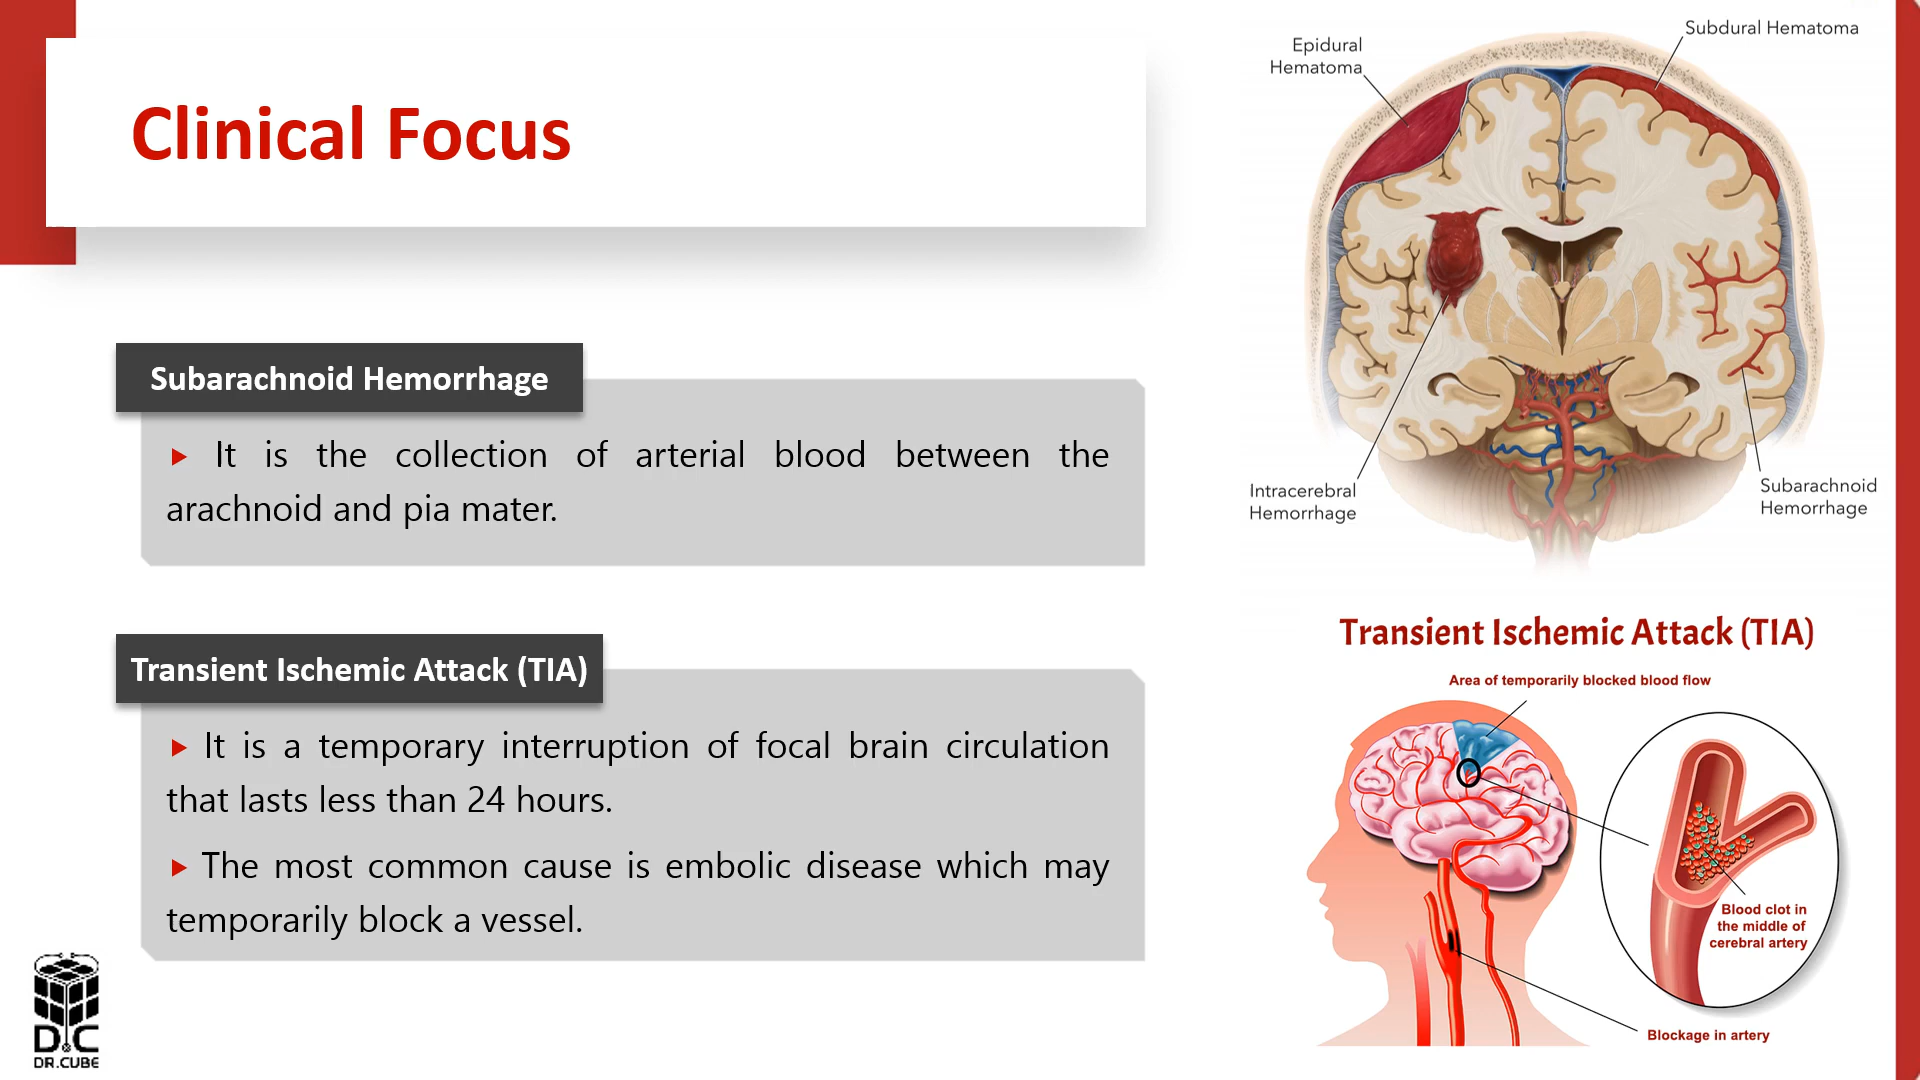 Clinical Focus
Subarachnoid Hemorrhage
It is the collection of arterial blood between the
arachnoid and pia mater.
Transient Ischemic Attack (TIA)
It is a temporary interruption of focal brain circulation
that lasts less than 24 hours.
The most common cause is embolic disease which may
temporarily block a vessel.
D.C
DR.CUBE
Epidural
Hematoma
Subdural Hematoma
Intracerebral
Hemorrhage
Subarachnoid
Hemorrhage
Transient Ischemic Attack (TIA)
Area of temporarily blocked blood flow
Blood clot in
the middle of
cerebral artery
Blockage in artery